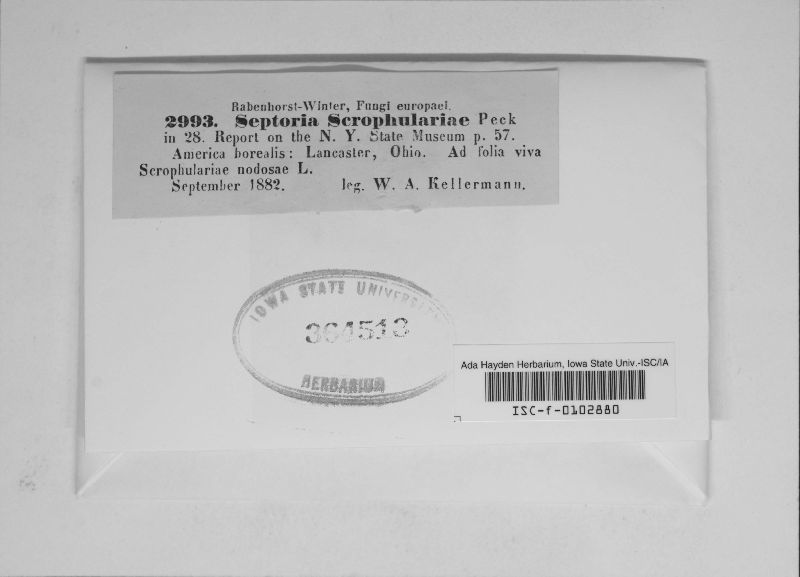 Rabenhorst-Winter, Fungi europaei.
2993. Septoria Scrophulariae Peck
in 28. Report on the N. Y. State Museum p. 57.
America borealis: Lancaster, Ohio. Ad folia viva
Scrophulariae nodosae L.
September 1882. leg. W. A. Kellermann.
IOWA STATE UNIVERSITY
364513
HERBARIUM
Ada Hayden Herbarium, Iowa State Univ.-ISC/IA
ISC-f-0102880